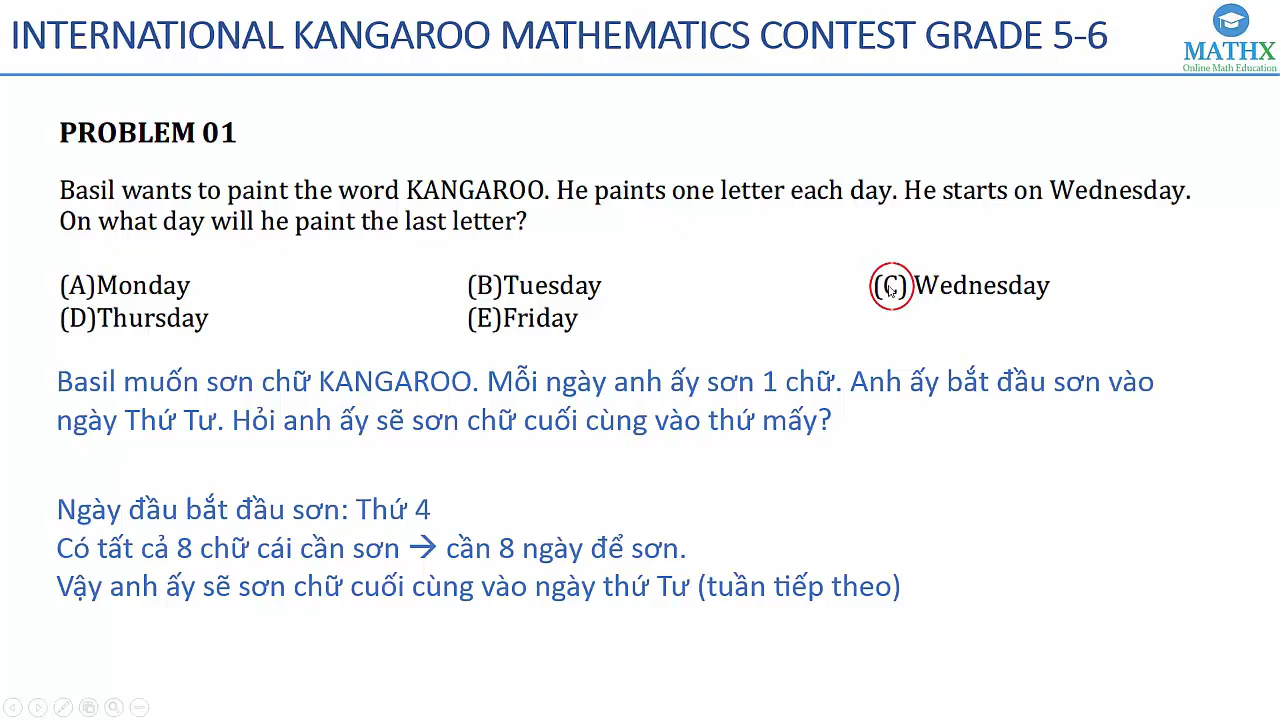 INTERNATIONAL KANGAROO MATHEMATICS CONTEST GRADE 5-6
MATHX
Online Math Education
PROBLEM 01
Basil wants to paint the word KANGAROO. He paints one letter each day. He starts on Wednesday.
On what day will he paint the last letter?
(A)Monday (B)Tuesday (C) Wednesday
(D)Thursday (E)Friday
Basil muốn sơn chữ KANGAROO. Mỗi ngày anh ấy sơn 1 chữ. Anh ấy bắt đầu sơn vào
ngày Thứ Tư. Hỏi anh ấy sẽ sơn chữ cuối cùng vào thứ mấy?
Ngày đầu bắt đầu sơn: Thứ 4
Có tất cả 8 chữ cái cần sơn → cần 8 ngày để sơn.
Vậy anh ấy sẽ sơn chữ cuối cùng vào ngày thứ Tư (tuần tiếp theo)